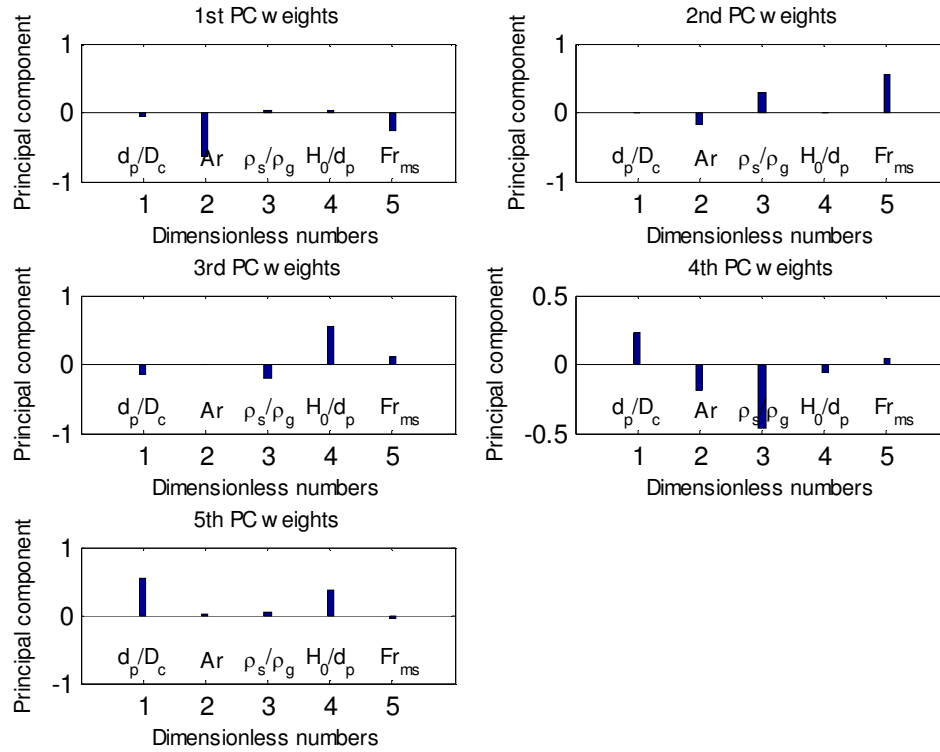 1st PC weights
1
0
-1
Principal component
d_p/D_c Ar ρ_s/ρ_g H_0/d_p Fr_ms
1 2 3 4 5
Dimensionless numbers
2nd PC weights
1
0
-1
Principal component
d_p/D_c Ar ρ_s/ρ_g H_0/d_p Fr_ms
1 2 3 4 5
Dimensionless numbers
3rd PC weights
1
0
-1
Principal component
d_p/D_c Ar ρ_s/ρ_g H_0/d_p Fr_ms
1 2 3 4 5
Dimensionless numbers
4th PC weights
0.5
0
-0.5
Principal component
d_p/D_c Ar ρ_s/ρ_g H_0/d_p Fr_ms
1 2 3 4 5
Dimensionless numbers
5th PC weights
1
0
-1
Principal component
d_p/D_c Ar ρ_s/ρ_g H_0/d_p Fr_ms
1 2 3 4 5
Dimensionless numbers